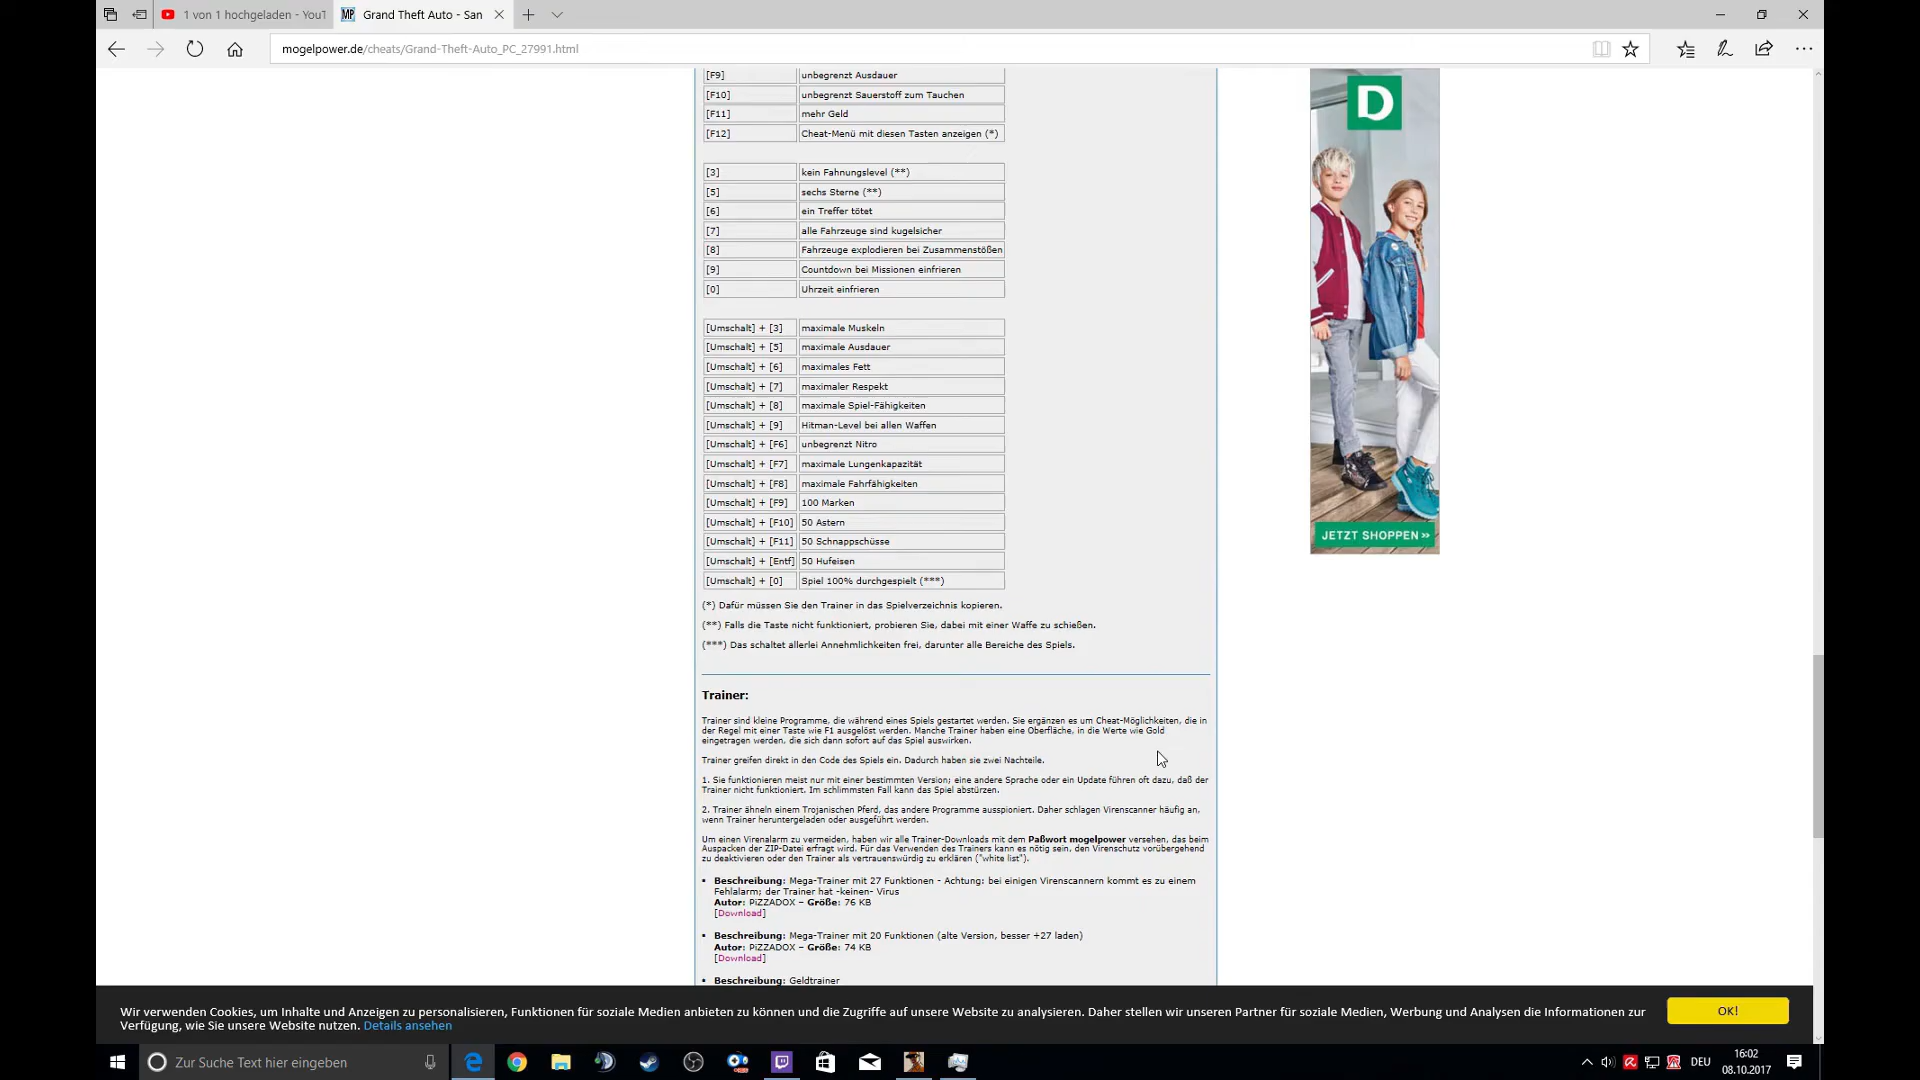 1 von 1 hochgeladen - YouT
MP Grand Theft Auto - San
mogelpower.de/cheats/Grand-Theft-Auto_PC_27991.html
[F9] unbegrenzt Ausdauer
[F10] unbegrenzt Sauerstoff zum Tauchen
[F11] mehr Geld
[F12] Cheat-Menü mit diesen Tasten anzeigen (*)
[3] kein Fahnungslevel (**)
[5] sechs Sterne (**)
[6] ein Treffer tötet
[7] alle Fahrzeuge sind kugelsicher
[8] Fahrzeuge explodieren bei Zusammenstößen
[9] Countdown bei Missionen einfrieren
[0] Uhrzeit einfrieren
[Umschalt] + [3] maximale Muskeln
[Umschalt] + [5] maximale Ausdauer
[Umschalt] + [6] maximales Fett
[Umschalt] + [7] maximaler Respekt
[Umschalt] + [8] maximale Spiel-Fähigkeiten
[Umschalt] + [9] Hitman-Level bei allen Waffen
[Umschalt] + [F6] unbegrenzt Nitro
[Umschalt] + [F7] maximale Lungenkapazität
[Umschalt] + [F8] maximale Fahrfähigkeiten
[Umschalt] + [F9] 100 Marken
[Umschalt] + [F10] 50 Astern
[Umschalt] + [F11] 50 Schnappschüsse
[Umschalt] + [Entf] 50 Hufeisen
[Umschalt] + [0] Spiel 100% durchgespielt (***)
(*) Dafür müssen Sie den Trainer in das Spielverzeichnis kopieren.
(**) Falls die Taste nicht funktioniert, probieren Sie, dabei mit einer Waffe zu schießen.
(***) Das schaltet allerlei Annehmlichkeiten frei, darunter alle Bereiche des Spiels.
Trainer:
Trainer sind kleine Programme, die während eines Spiels gestartet werden. Sie ergänzen es um Cheat-Möglichkeiten, die in
der Regel mit einer Taste wie F1 ausgelöst werden. Manche Trainer haben eine Oberfläche, in die Werte wie Gold
eingetragen werden, die sich dann sofort auf das Spiel auswirken.
Trainer greifen direkt in den Code des Spiels ein. Dadurch haben sie zwei Nachteile.
1. Sie funktionieren meist nur mit einer bestimmten Version; eine andere Sprache oder ein Update führen oft dazu, daß der
Trainer nicht funktioniert. Im schlimmsten Fall kann das Spiel abstürzen.
2. Trainer ähneln einem Trojanischen Pferd, das andere Programme ausspioniert. Daher schlagen Virenscanner häufig an,
wenn Trainer heruntergeladen oder ausgeführt werden.
Um einen Virenalarm zu vermeiden, haben wir alle Trainer-Downloads mit dem Paßwort mogelpower versehen, das beim
Auspacken der ZIP-Datei erfragt wird. Für das Verwenden des Trainers kann es nötig sein, den Virenschutz vorübergehend
zu deaktivieren oder den Trainer als vertrauenswürdig zu erklären ("white list").
▪ Beschreibung: Mega-Trainer mit 27 Funktionen - Achtung: bei einigen Virenscannern kommt es zu einem
Fehlalarm; der Trainer hat -keinen- Virus
Autor: PiZZADOX – Größe: 76 KB
[Download]
▪ Beschreibung: Mega-Trainer mit 20 Funktionen (alte Version, besser +27 laden)
Autor: PiZZADOX – Größe: 74 KB
[Download]
▪ Beschreibung: Geldtrainer
D
JETZT SHOPPEN »
Wir verwenden Cookies, um Inhalte und Anzeigen zu personalisieren, Funktionen für soziale Medien anbieten zu können und die Zugriffe auf unsere Website zu analysieren. Daher stellen wir unseren Partner für soziale Medien, Werbung und Analysen die Informationen zur
Verfügung, wie Sie unsere Website nutzen. Details ansehen
OK!
Zur Suche Text hier eingeben
DEU
16:02
08.10.2017